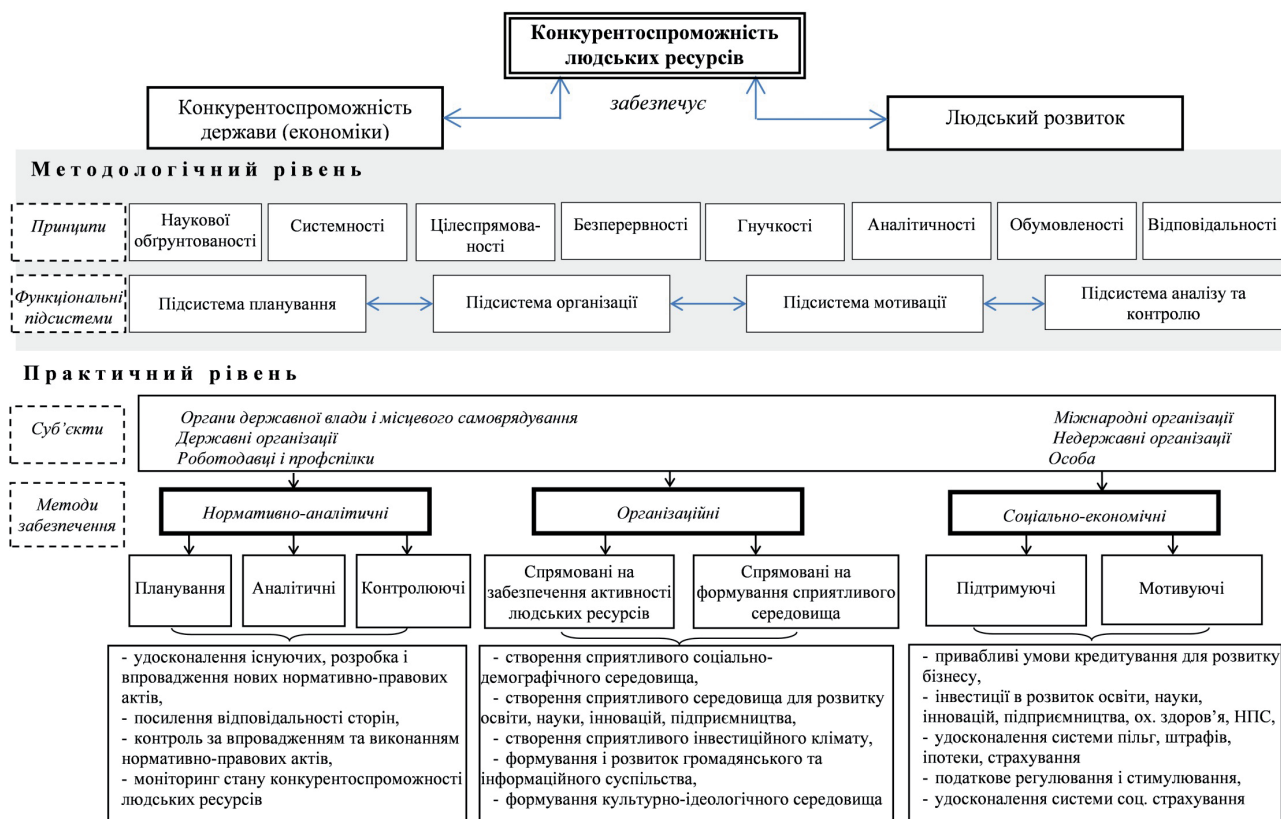 Конкурентоспроможність
людських ресурсів
забезпечує
Конкурентоспроможність
держави (економіки)
Людський розвиток
Методологічний рівень
Принципи
Наукової
обґрунтованості
Системності
Цілеспрямова-
ності
Безперервності
Гнучкості
Аналітичності
Обумовленості
Відповідальності
Функціональні
підсистеми
Підсистема планування
Підсистема організації
Підсистема мотивації
Підсистема аналізу та
контролю
Практичний рівень
Суб’єкти
Органи державної влади і місцевого самоврядування
Державні організації
Роботодавці і профспілки
Міжнародні організації
Недержавні організації
Особа
Методи
забезпечення
Нормативно-аналітичні
Організаційні
Соціально-економічні
Планування
Аналітичні
Контролюючі
Спрямовані на
забезпечення активності
людських ресурсів
Спрямовані на
формування сприятливого
середовища
Підтримуючі
Мотивуючі
- удосконалення існуючих, розробка і
впровадження нових нормативно-правових
актів,
- посилення відповідальності сторін,
- контроль за впровадженням та виконанням
нормативно-правових актів,
- моніторинг стану конкурентоспроможності
людських ресурсів
- створення сприятливого соціально-
демографічного середовища,
- створення сприятливого середовища для розвитку
освіти, науки, інновацій, підприємництва,
- створення сприятливого інвестиційного клімату,
- формування і розвиток громадянського та
інформаційного суспільства,
- формування культурно-ідеологічного середовища
- привабливі умови кредитування для розвитку
бізнесу,
- інвестиції в розвиток освіти, науки,
інновацій, підприємництва, ох. здоров’я, НПС,
- удосконалення системи пільг, штрафів,
іпотеки, страхування
- податкове регулювання і стимулювання,
- удосконалення системи соц. страхування